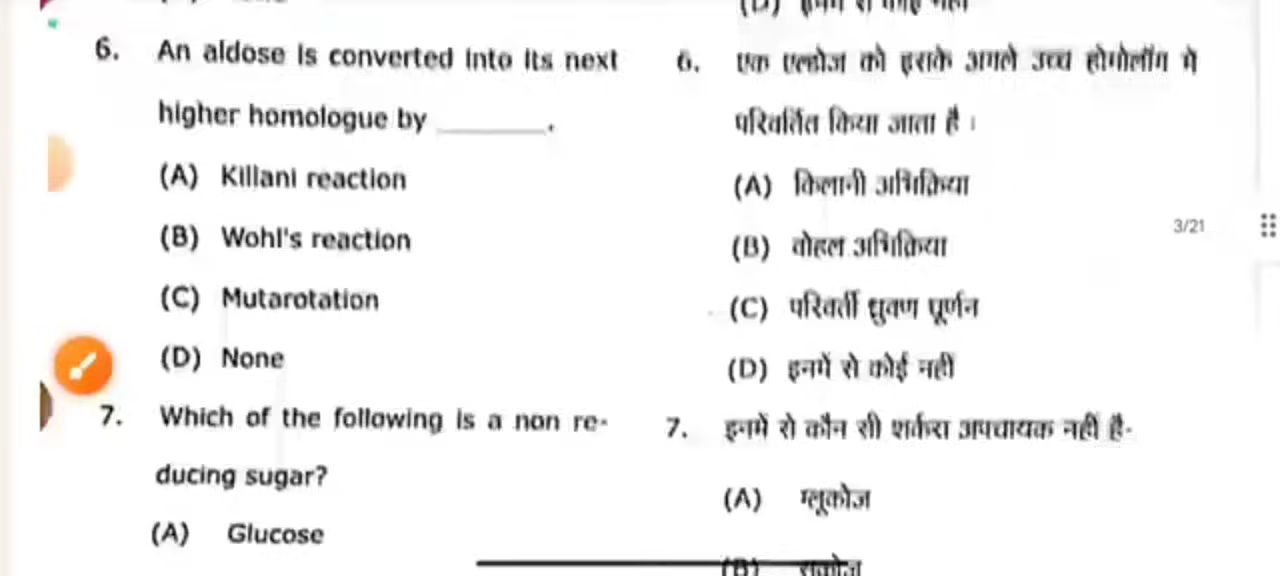 6. An aldose is converted into its next
higher homologue by ______.
(A) Killani reaction
(B) Wohl's reaction
(C) Mutarotation
(D) None
7. Which of the following is a non re-
ducing sugar?
(A) Glucose
6. एक एल्डोज को इसके अगले उच्च होमोलॉग में
परिवर्तित किया जाता है।
(A) किलानी अभिक्रिया
(B) वोहल अभिक्रिया
(C) परिवर्ती ध्रुवण घूर्णन
(D) इनमें से कोई नहीं
7. इनमें से कौन सी शर्करा अपचायक नहीं है-
(A) ग्लूकोज
3/21